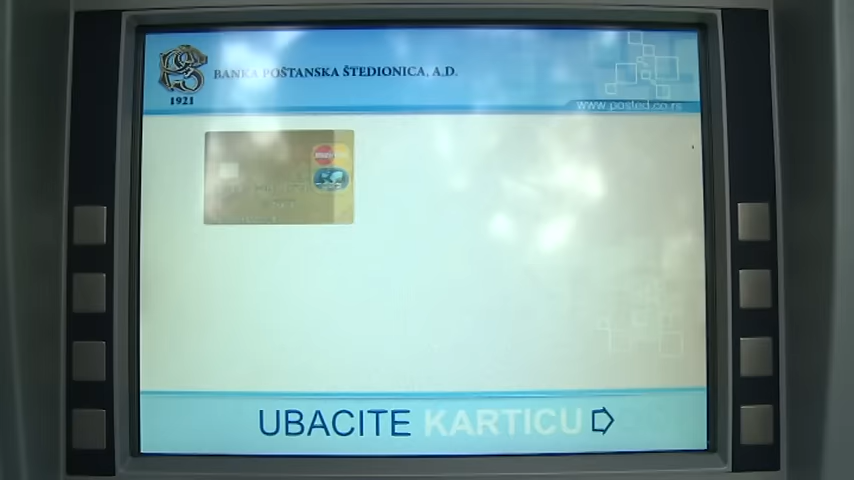 BANKA POŠTANSKA ŠTEDIONICA, A.D.
1921
www.posted.co.rs
UBACITE KARTICU